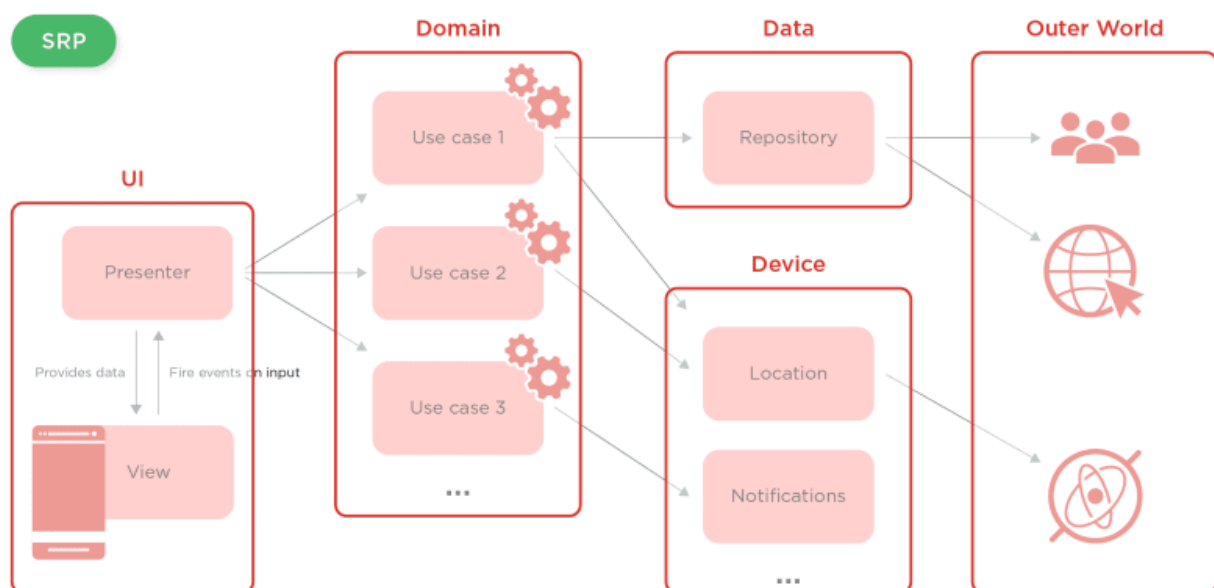 SRP
Domain
Data
Outer World
Use case 1
Repository
UI
Presenter
Use case 2
Device
Provides data
Fire events on input
Location
Use case 3
View
...
Notifications
...